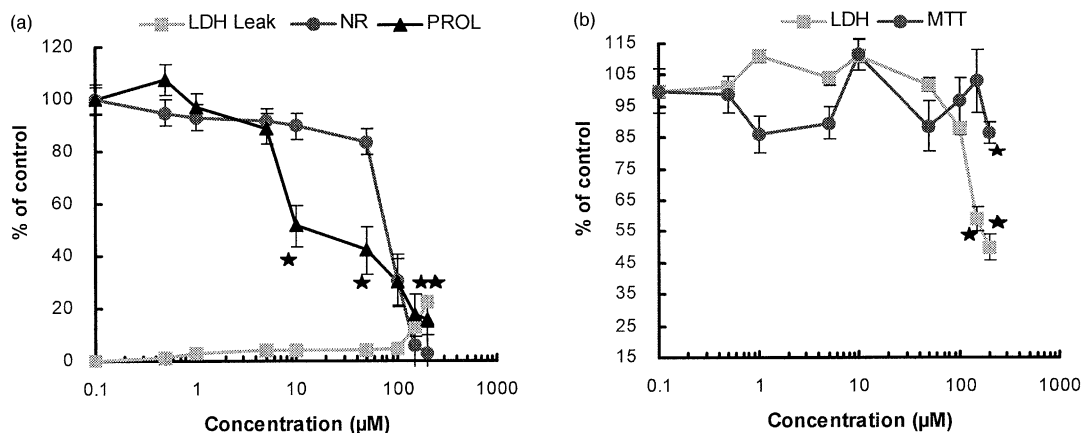 (a) LDH Leak NR PROL
120
100
80
60
40
20
0
% of control
0.1 1 10 100 1000
Concentration (µM)
(b) LDH MTT
115
105
95
85
75
65
55
45
35
25
15
% of control
0.1 1 10 100 1000
Concentration (µM)